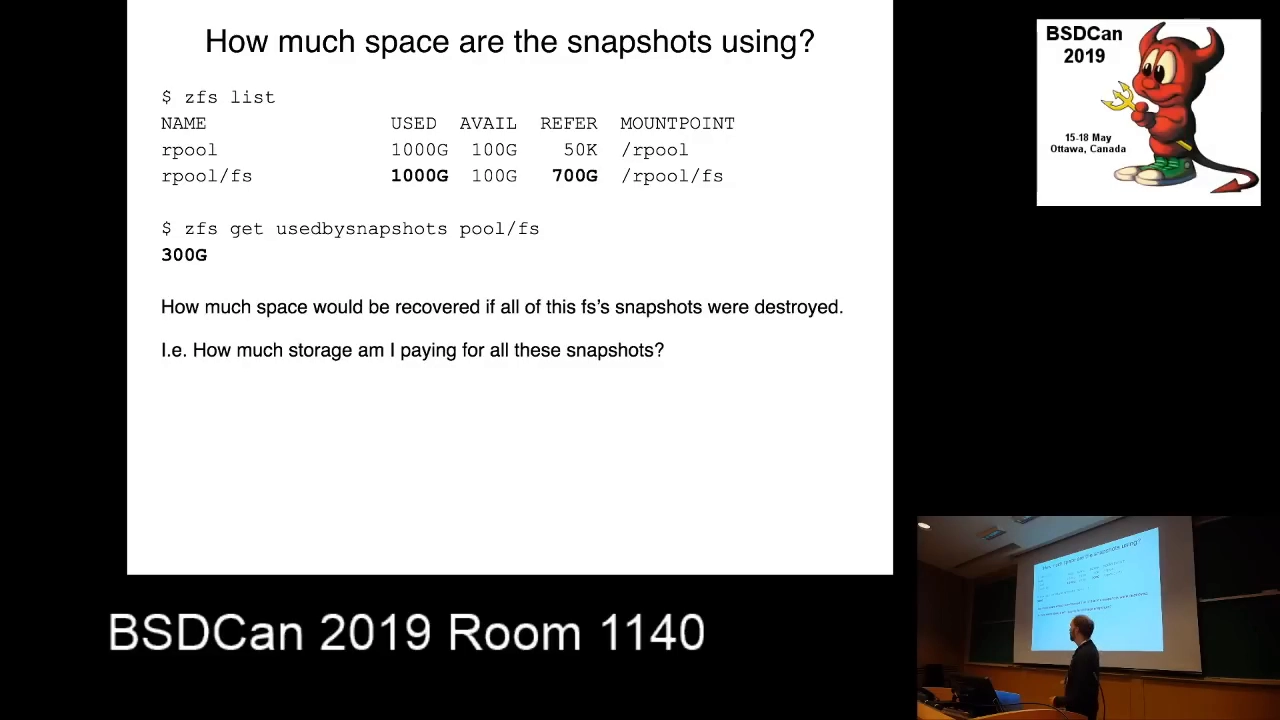 How much space are the snapshots using?
$ zfs list
NAME USED AVAIL REFER MOUNTPOINT
rpool 1000G 100G 50K /rpool
rpool/fs 1000G 100G 700G /rpool/fs
$ zfs get usedbysnapshots pool/fs
300G
How much space would be recovered if all of this fs's snapshots were destroyed.
I.e. How much storage am I paying for all these snapshots?
BSDCan
2019
15-18 May
Ottawa, Canada
BSDCan 2019 Room 1140